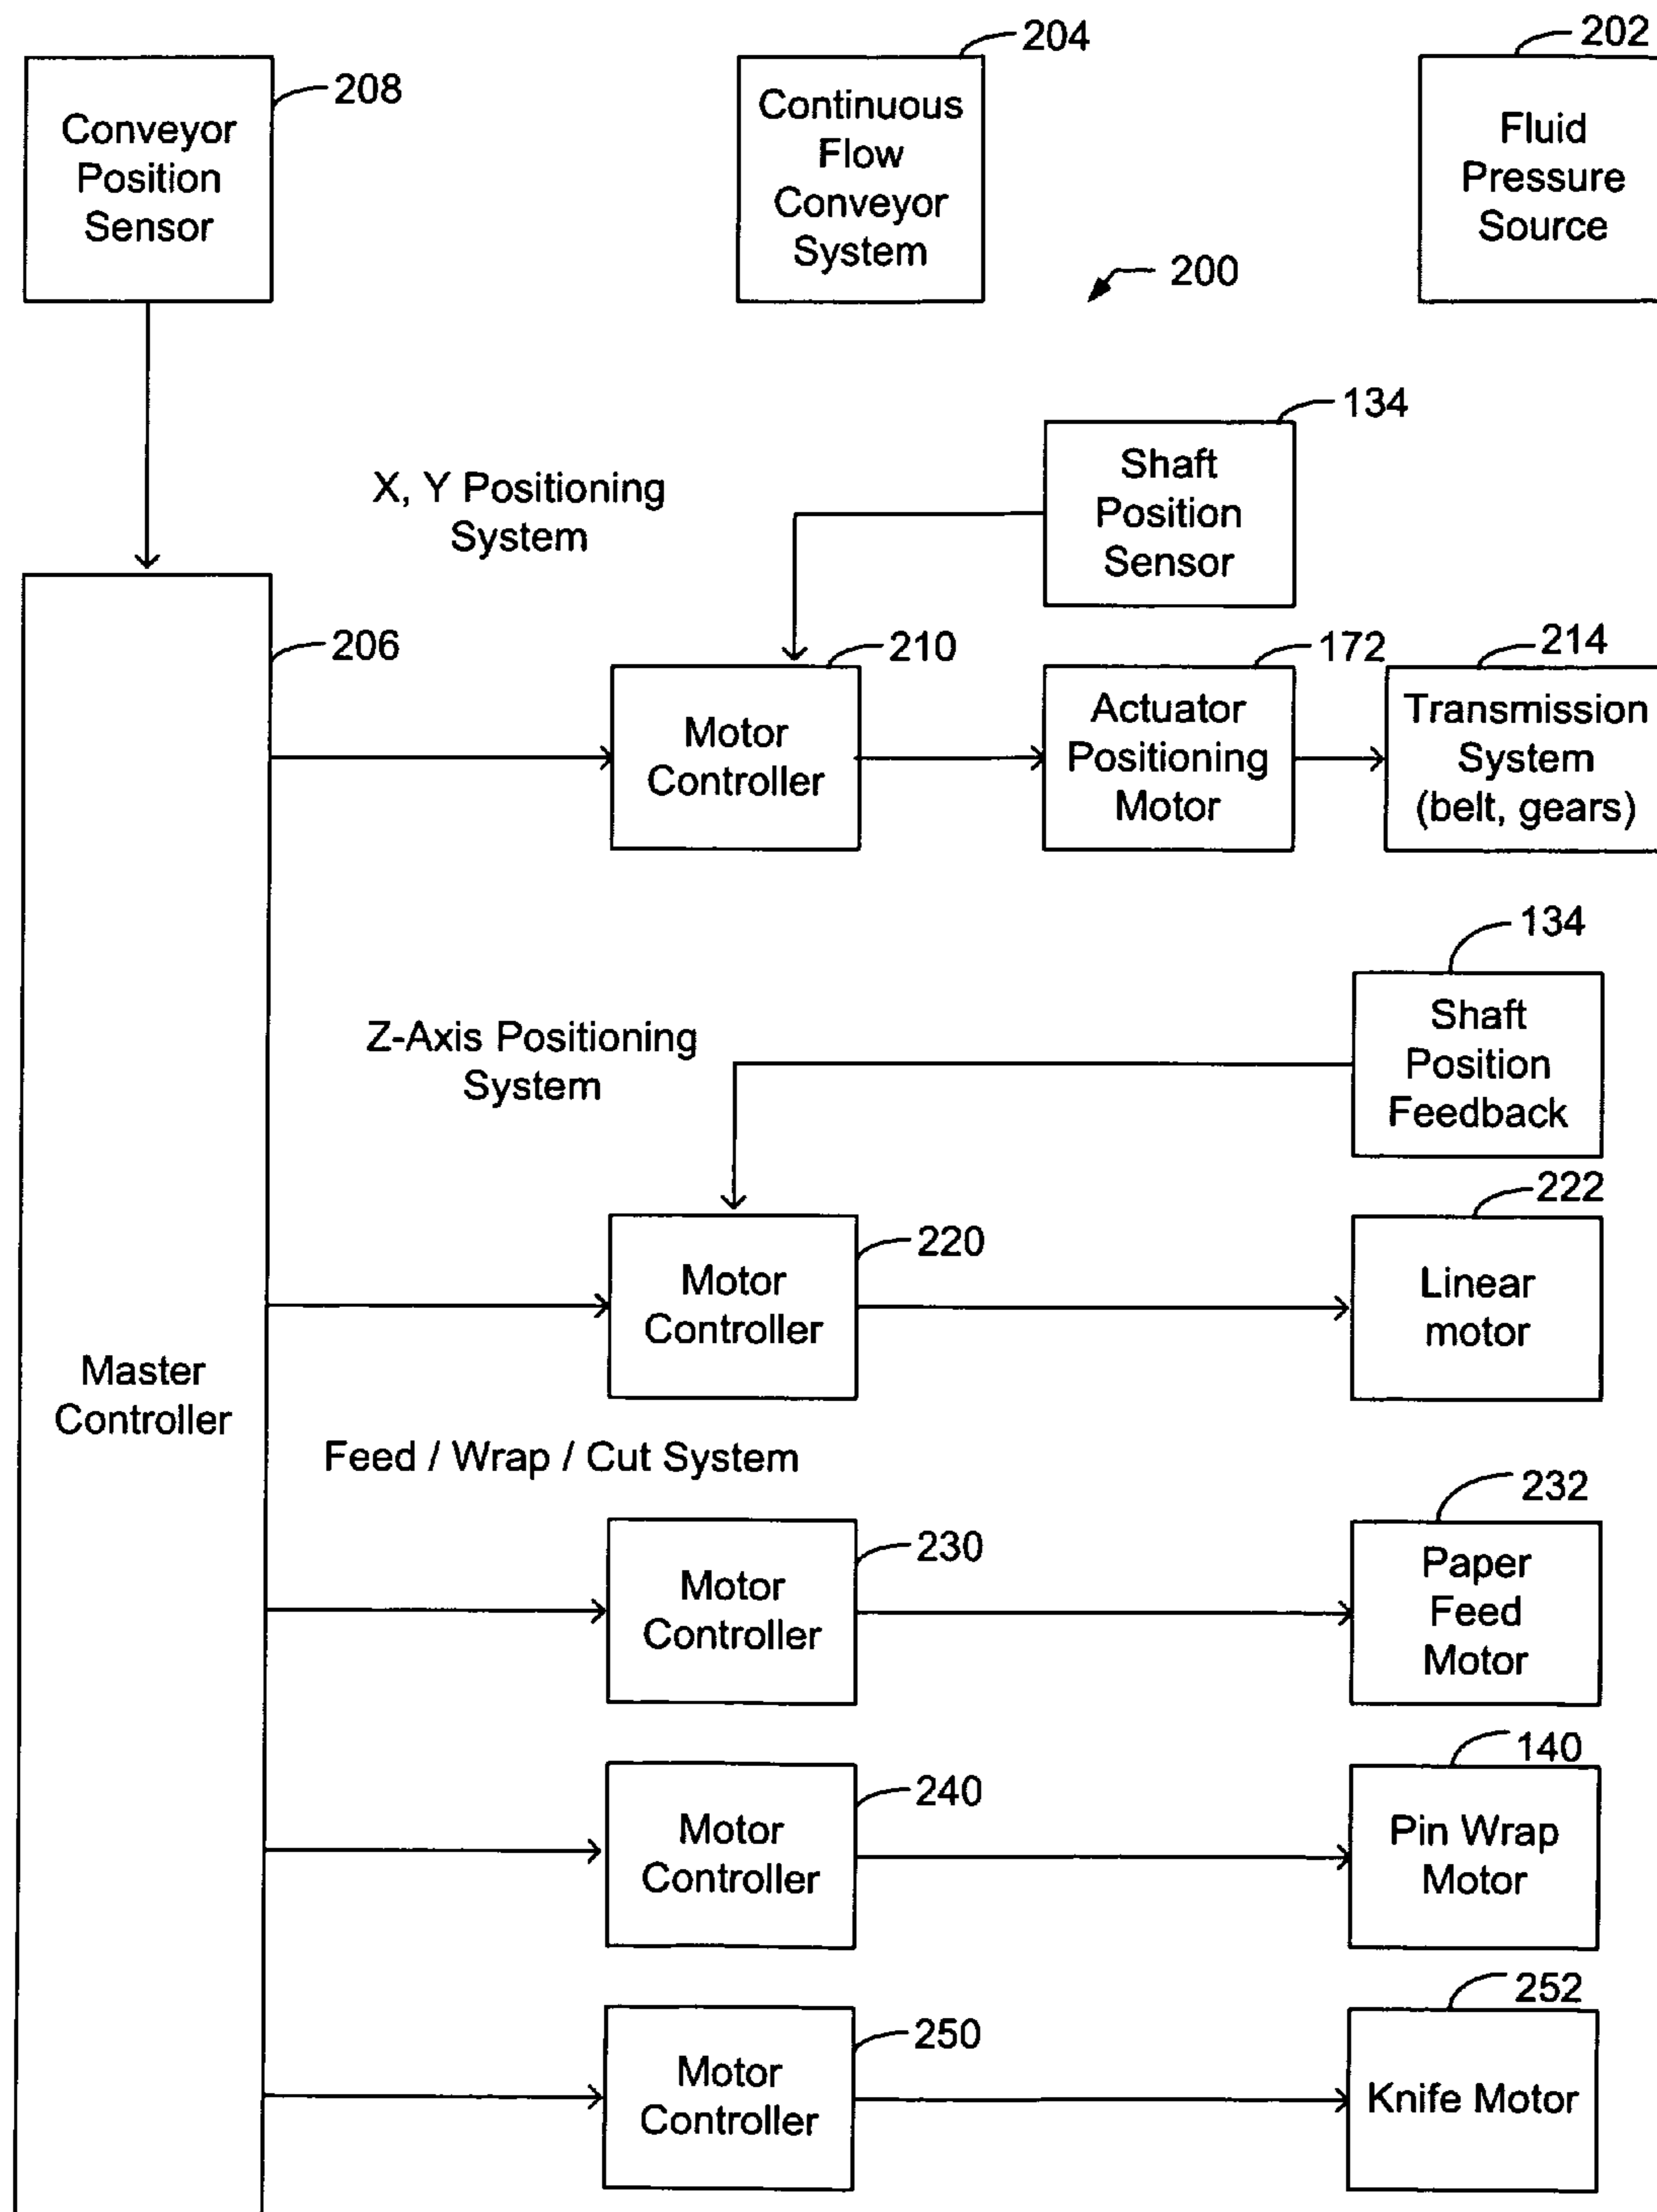 204
202
208
Conveyor
Position
Sensor
Continuous
Flow
Conveyor
System
Fluid
Pressure
Source
200
134
Shaft
Position
Sensor
X, Y Positioning
System
206
210
172
214
Motor
Controller
Actuator
Positioning
Motor
Transmission
System
(belt, gears)
134
Shaft
Position
Feedback
Z-Axis Positioning
System
222
220
Motor
Controller
Linear
motor
Master
Controller
Feed / Wrap / Cut System
232
230
Motor
Controller
Paper
Feed
Motor
140
240
Motor
Controller
Pin Wrap
Motor
252
250
Motor
Controller
Knife Motor